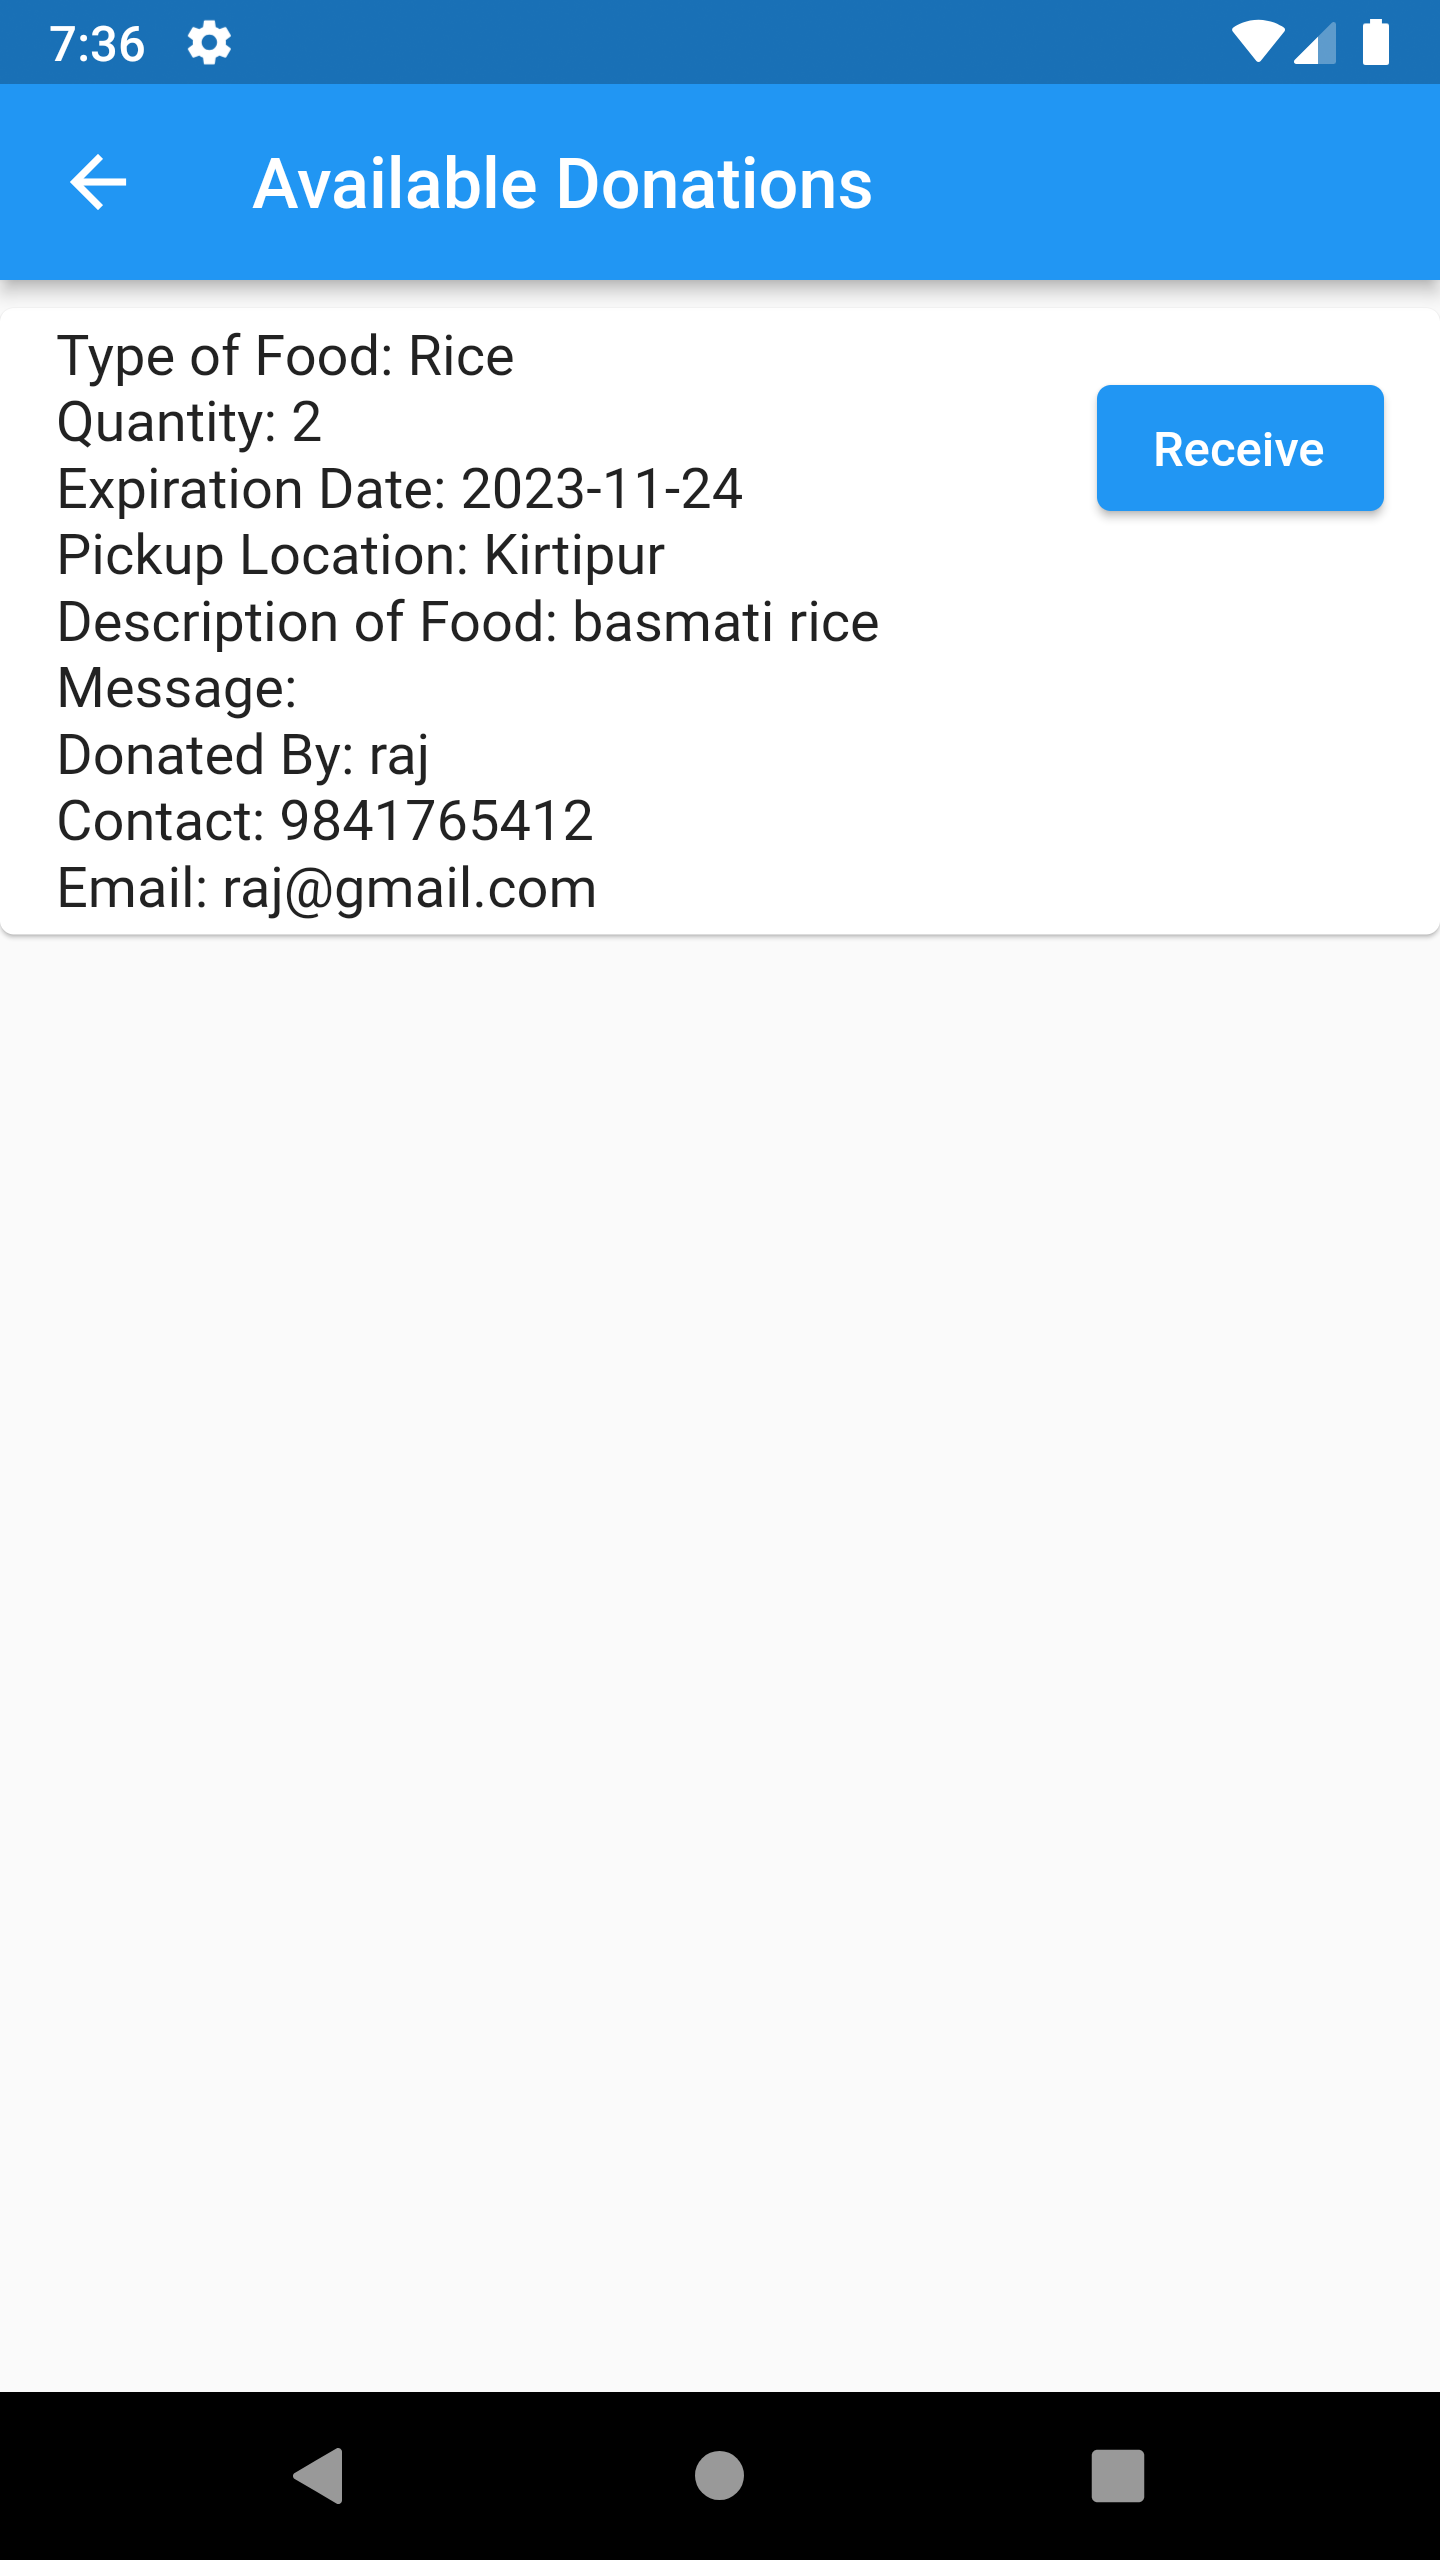 7:36
Available Donations
Type of Food: Rice
Quantity: 2
Expiration Date: 2023-11-24
Pickup Location: Kirtipur
Description of Food: basmati rice
Message:
Donated By: raj
Contact: 9841765412
Email: raj@gmail.com
Receive